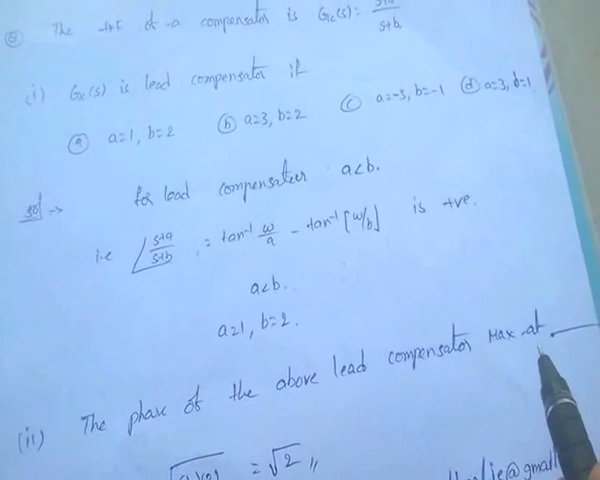 ⑤ The trF of a compensator is Gc(s) = s+a/s+b
(i) Gc(s) is lead compensator if
ⓐ a=1, b=2 ⓑ a=3, b=2 ⓒ a=-3, b=-1 ⓓ a=3, b=1
sol → for lead compensator a<b.
i.e ∠ s+a/s+b = tan⁻¹ ω/a - tan⁻¹ [ω/b] is +ve.
a<b.
a=1, b=2.
(ii) The phase of the above lead compensator Max at —
= √2 //